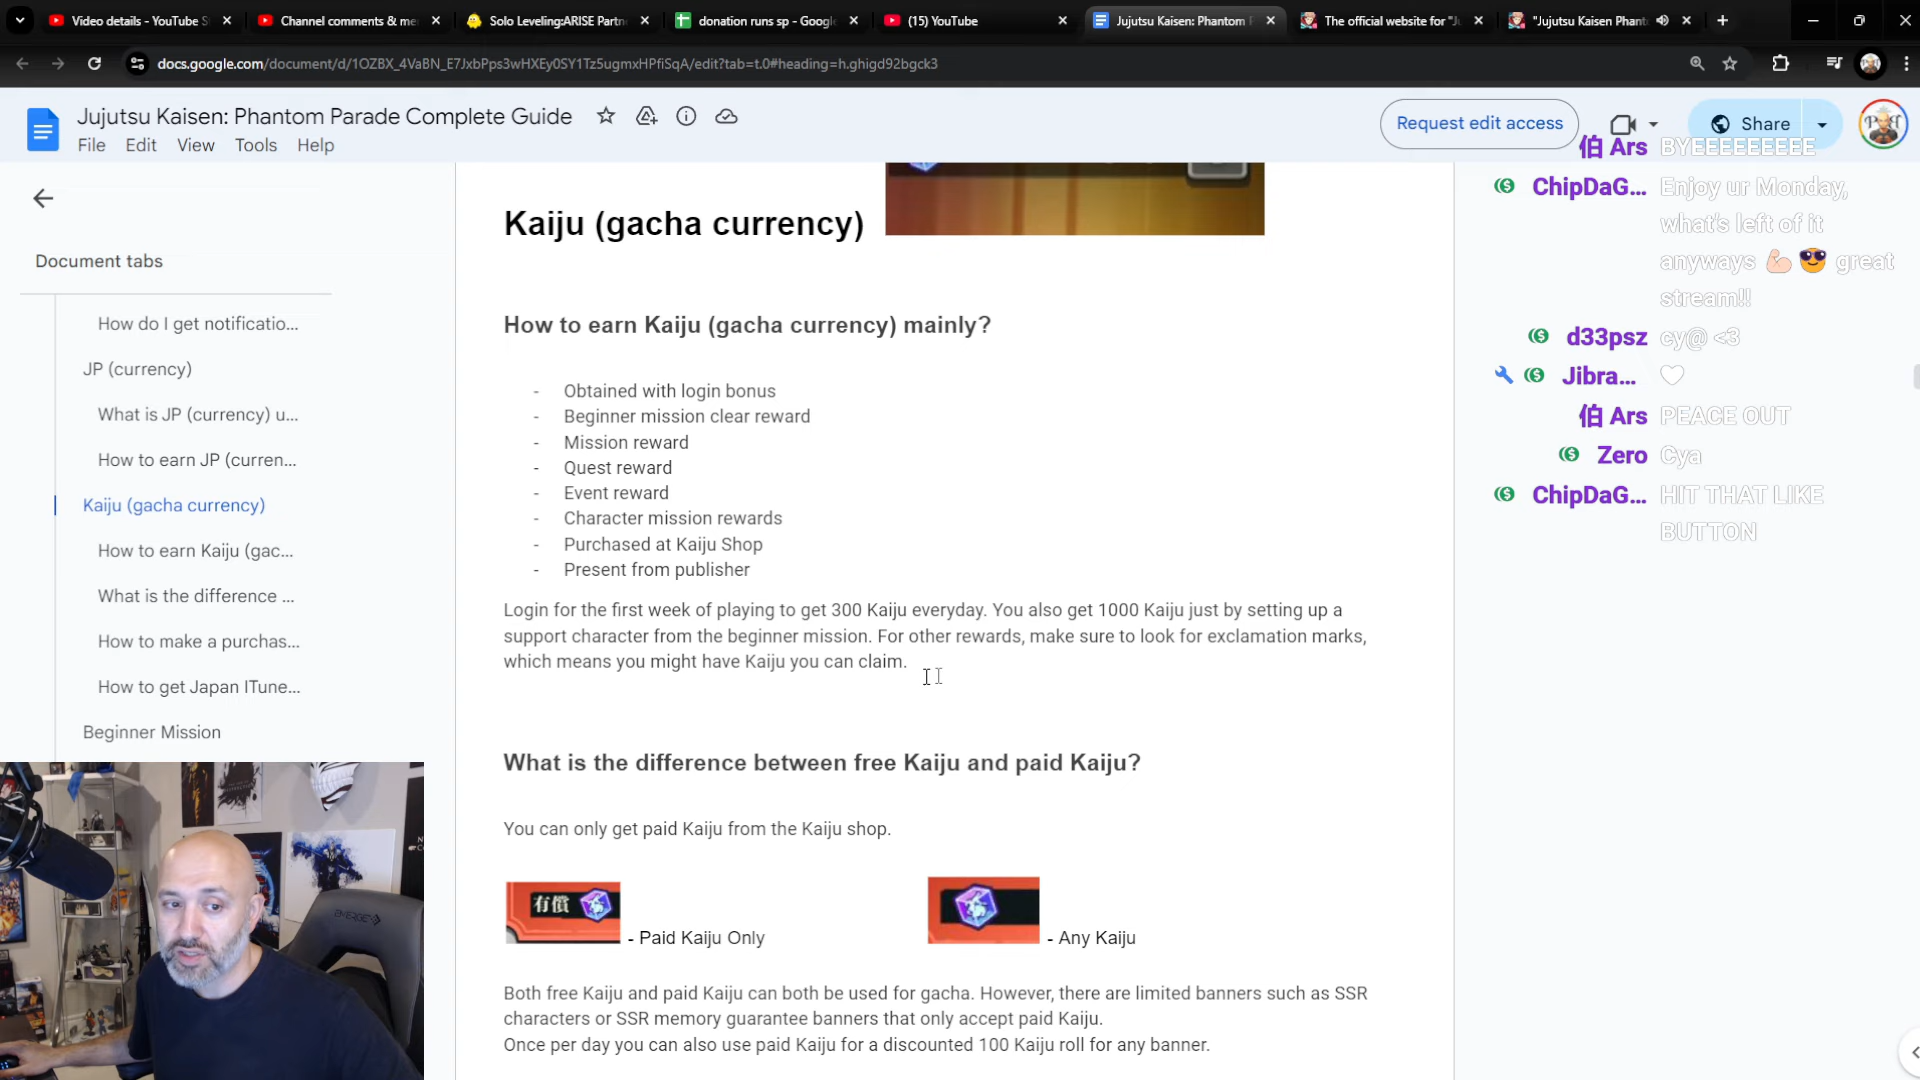 Video details - YouTube S
Channel comments & me
Solo Leveling:ARISE Partn
donation runs sp - Google
(15) YouTube
Jujutsu Kaisen: Phantom P
The official website for "Ju
"Jujutsu Kaisen Phant
docs.google.com/document/d/1OZBX_4VaBN_E7JxbPps3wHXEy0SY1Tz5ugmxHPfiSqA/edit?tab=t.0#heading=h.ghigd92bgck3
Jujutsu Kaisen: Phantom Parade Complete Guide
File Edit View Tools Help
Request edit access
Share
Document tabs
How do I get notificatio...
JP (currency)
What is JP (currency) u...
How to earn JP (curren...
Kaiju (gacha currency)
How to earn Kaiju (gac...
What is the difference ...
How to make a purchas...
How to get Japan ITune...
Beginner Mission
Kaiju (gacha currency)
How to earn Kaiju (gacha currency) mainly?
- Obtained with login bonus
- Beginner mission clear reward
- Mission reward
- Quest reward
- Event reward
- Character mission rewards
- Purchased at Kaiju Shop
- Present from publisher
Login for the first week of playing to get 300 Kaiju everyday. You also get 1000 Kaiju just by setting up a
support character from the beginner mission. For other rewards, make sure to look for exclamation marks,
which means you might have Kaiju you can claim.
What is the difference between free Kaiju and paid Kaiju?
You can only get paid Kaiju from the Kaiju shop.
有償
- Paid Kaiju Only
- Any Kaiju
Both free Kaiju and paid Kaiju can both be used for gacha. However, there are limited banners such as SSR
characters or SSR memory guarantee banners that only accept paid Kaiju.
Once per day you can also use paid Kaiju for a discounted 100 Kaiju roll for any banner.
伯 Ars BYEEEEEEEEE
ChipDaG... Enjoy ur Monday,
what's left of it
anyways 💪🏻 😎 great
stream!!
d33psz cy@ <3
Jibra... ♡
伯 Ars PEACE OUT
Zero Cya
ChipDaG... HIT THAT LIKE
BUTTON